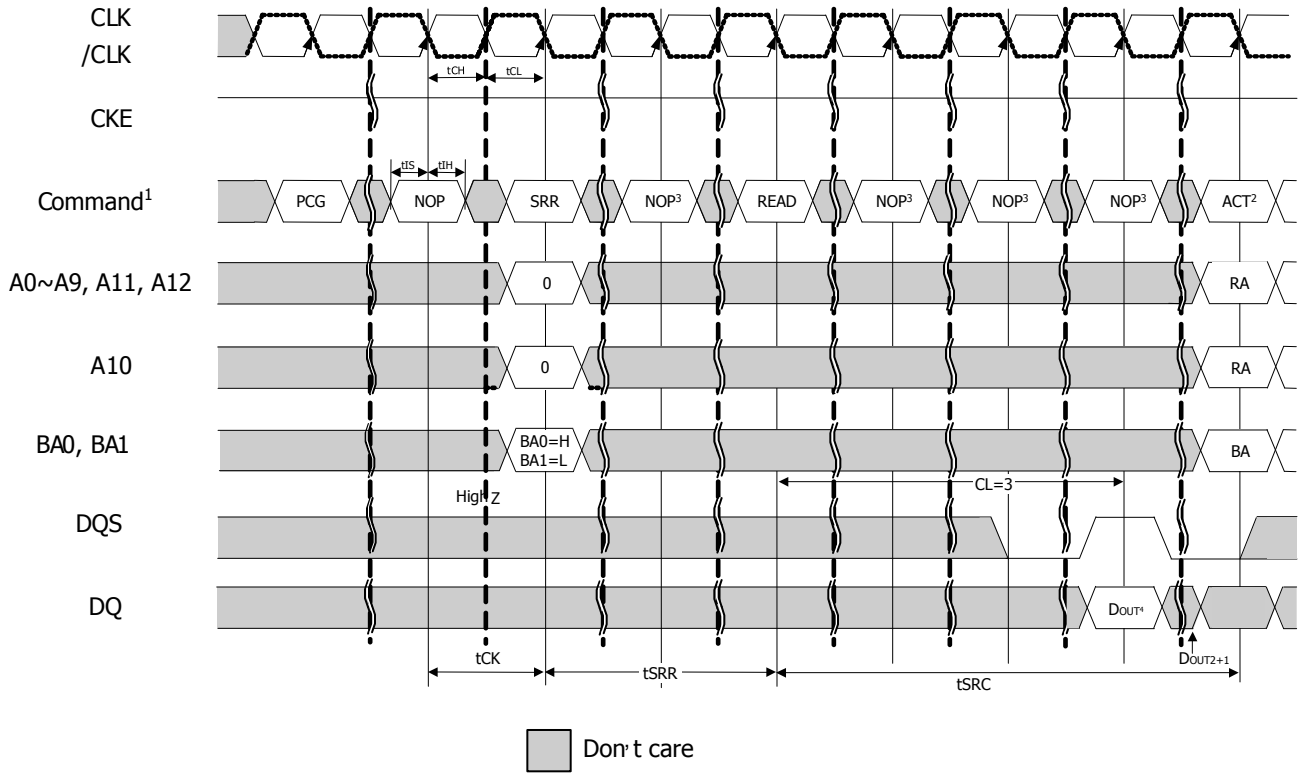 CLK
/CLK
tCH
tCL
CKE
tIS
tIH
Command¹
PCG
NOP
SRR
NOP³
READ
NOP³
NOP³
NOP³
ACT²
A0~A9, A11, A12
0
RA
A10
0
RA
BA0, BA1
BA0=H
BA1=L
BA
CL=3
High Z
DQS
DQ
DOUT⁴
DOUT2+1
tCK
tSRR
tSRC
Don't care